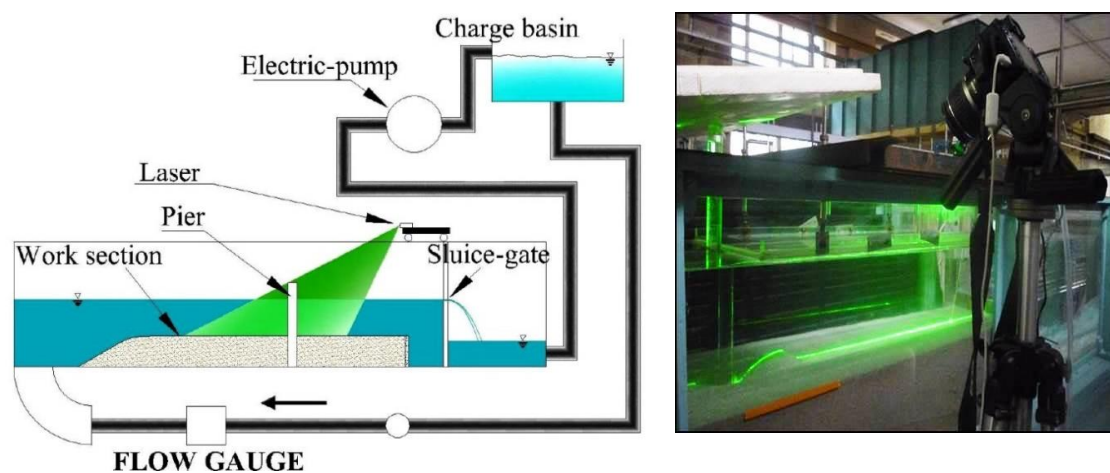 Charge basin
Electric-pump
Laser
Pier
Work section
Sluice-gate
FLOW GAUGE